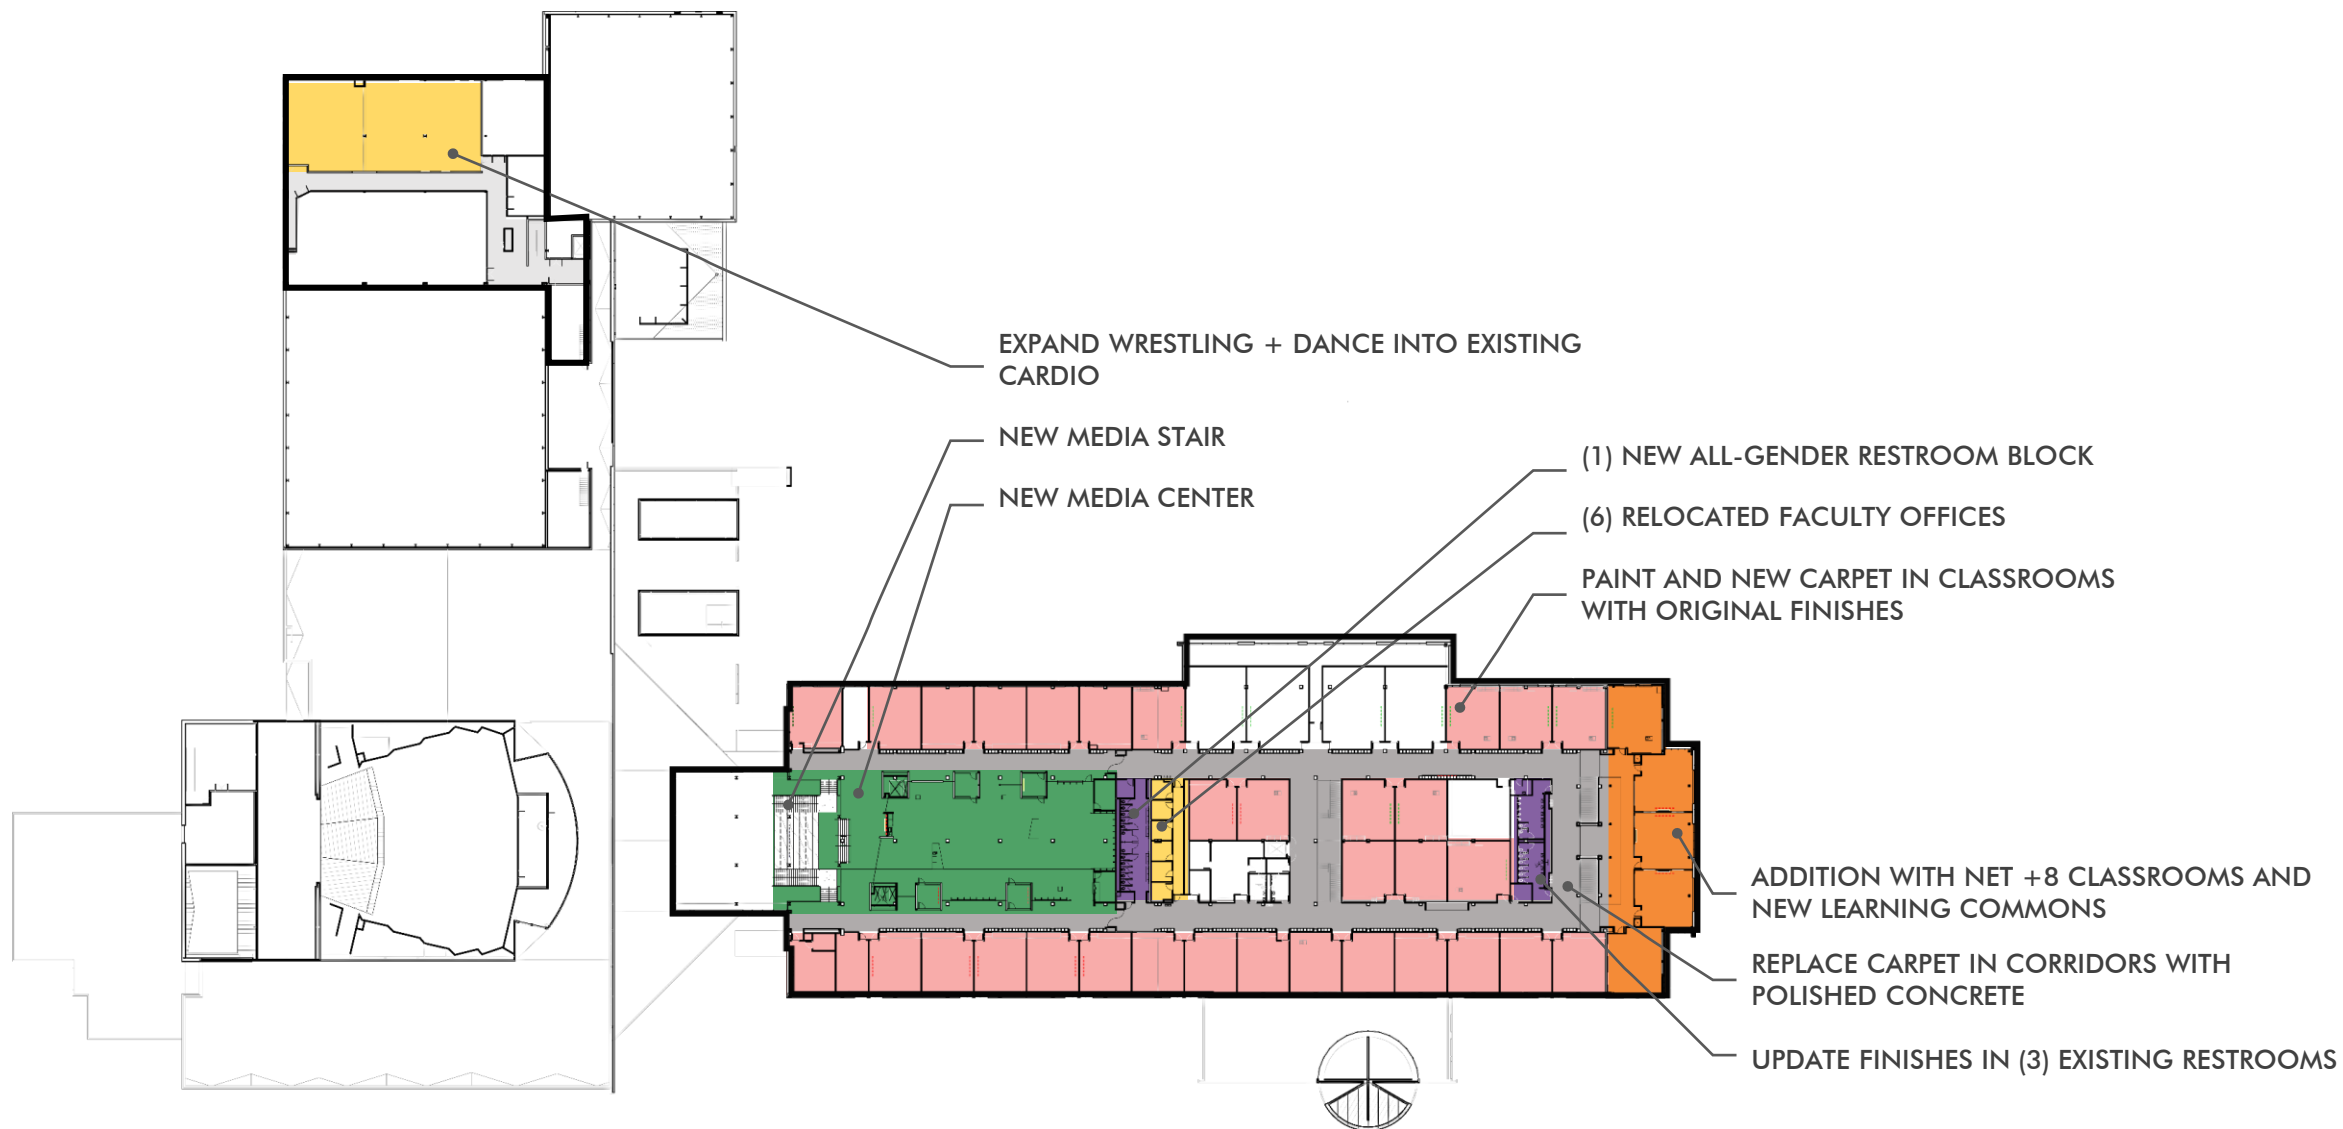 EXPAND WRESTLING + DANCE INTO EXISTING
CARDIO
NEW MEDIA STAIR
NEW MEDIA CENTER
(1) NEW ALL-GENDER RESTROOM BLOCK
(6) RELOCATED FACULTY OFFICES
PAINT AND NEW CARPET IN CLASSROOMS
WITH ORIGINAL FINISHES
ADDITION WITH NET +8 CLASSROOMS AND
NEW LEARNING COMMONS
REPLACE CARPET IN CORRIDORS WITH
POLISHED CONCRETE
UPDATE FINISHES IN (3) EXISTING RESTROOMS